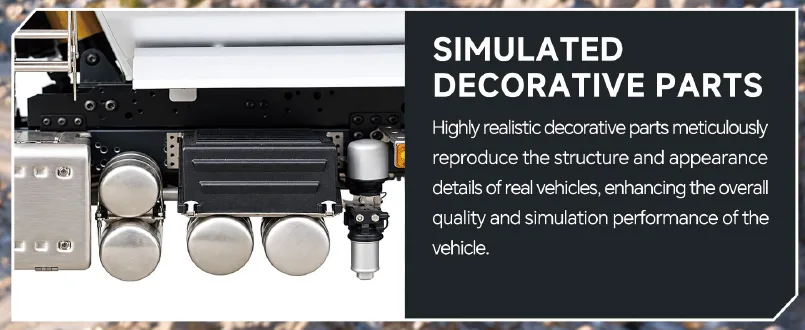 SIMULATED
DECORATIVE PARTS
Highly realistic decorative parts meticulously
reproduce the structure and appearance
details of real vehicles, enhancing the overall
quality and simulation performance of the
vehicle.